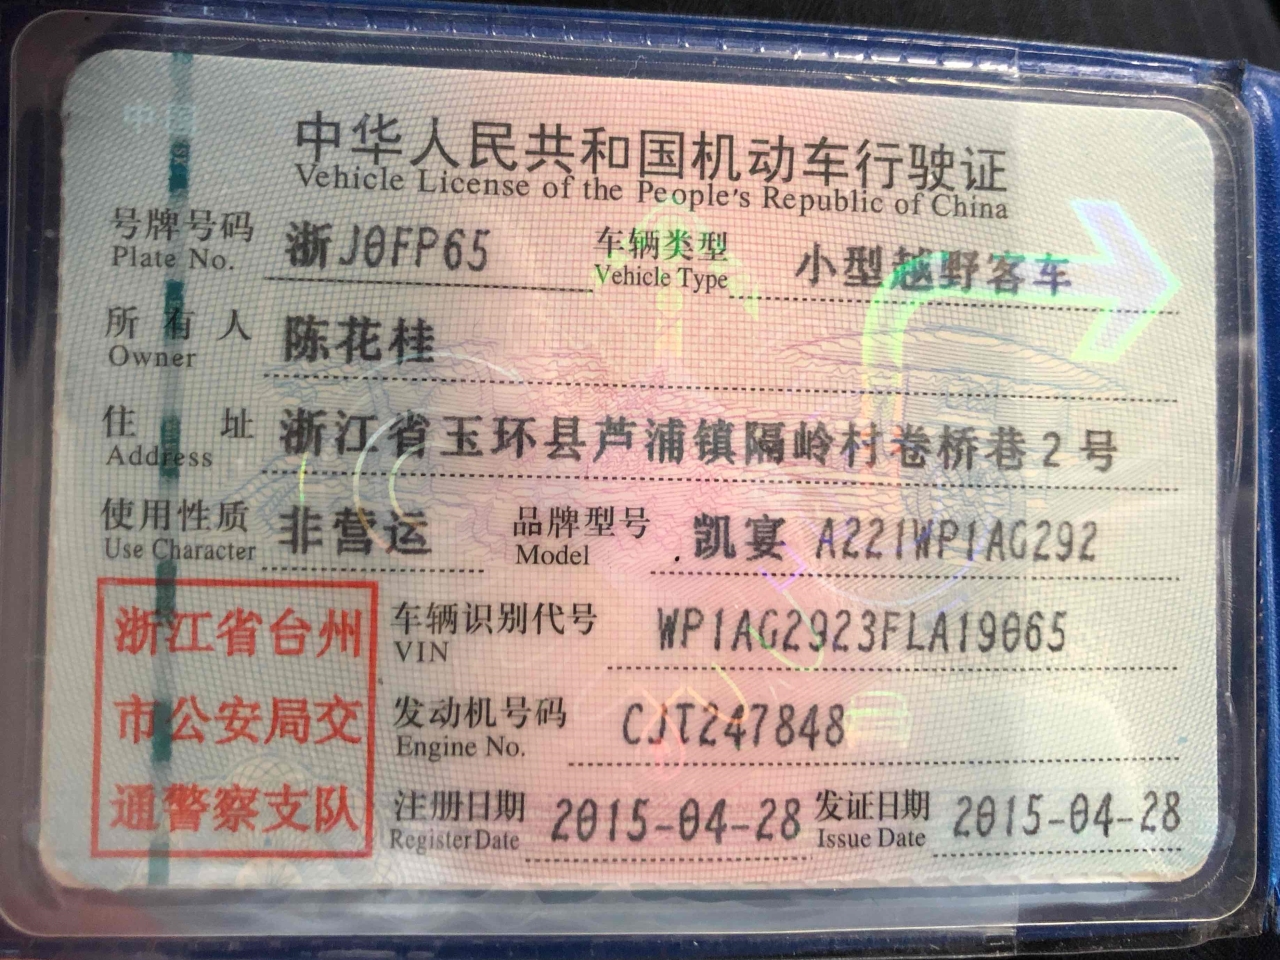 中华人民共和国机动车行驶证
Vehicle License of the People's Republic of China
号牌号码 浙J0FP65 车辆类型 小型越野客车
Plate No. Vehicle Type
所有人 陈花桂
Owner
住址 浙江省玉环县芦浦镇隔岭村卷桥巷2号
Address
使用性质 非营运 品牌型号 凯宴 A221WP1AG292
Use Character Model
浙江省台州
市公安局交
通警察支队
车辆识别代号 WP1AG2923FLA19065
VIN
发动机号码 CJT247848
Engine No.
注册日期 2015-04-28 发证日期 2015-04-28
Register Date Issue Date